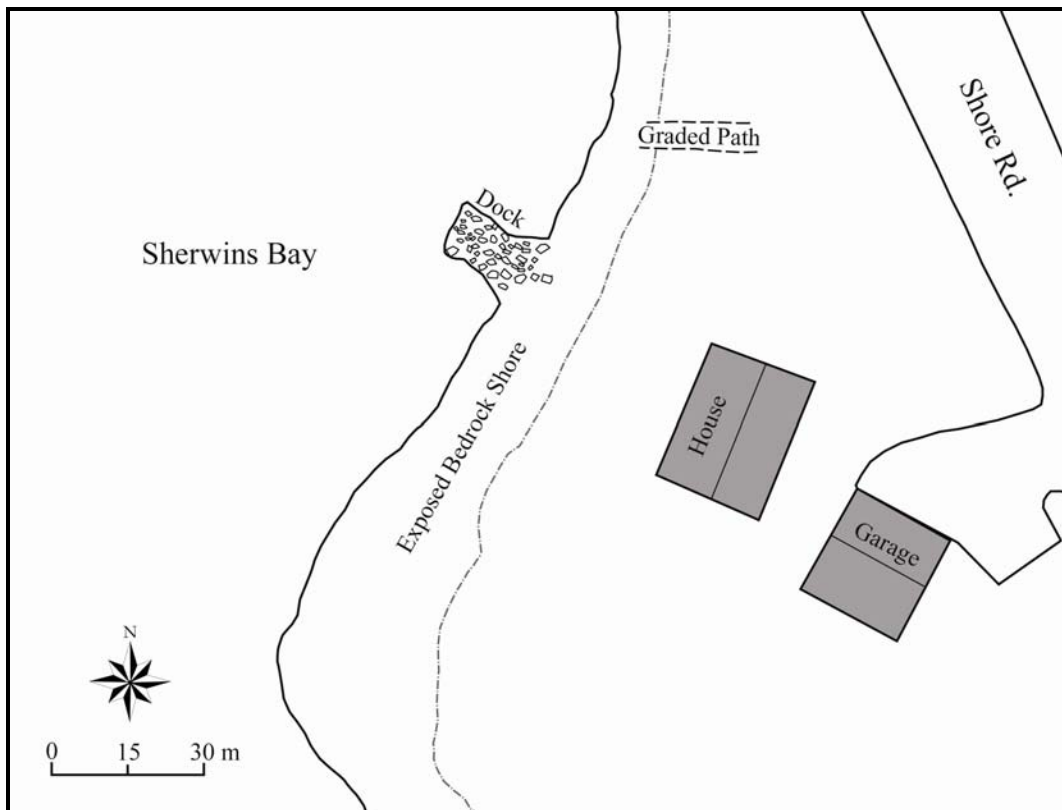 Shore Rd.
Graded Path
Dock
Sherwins Bay
Exposed Bedrock Shore
House
Garage
N
0 15 30 m